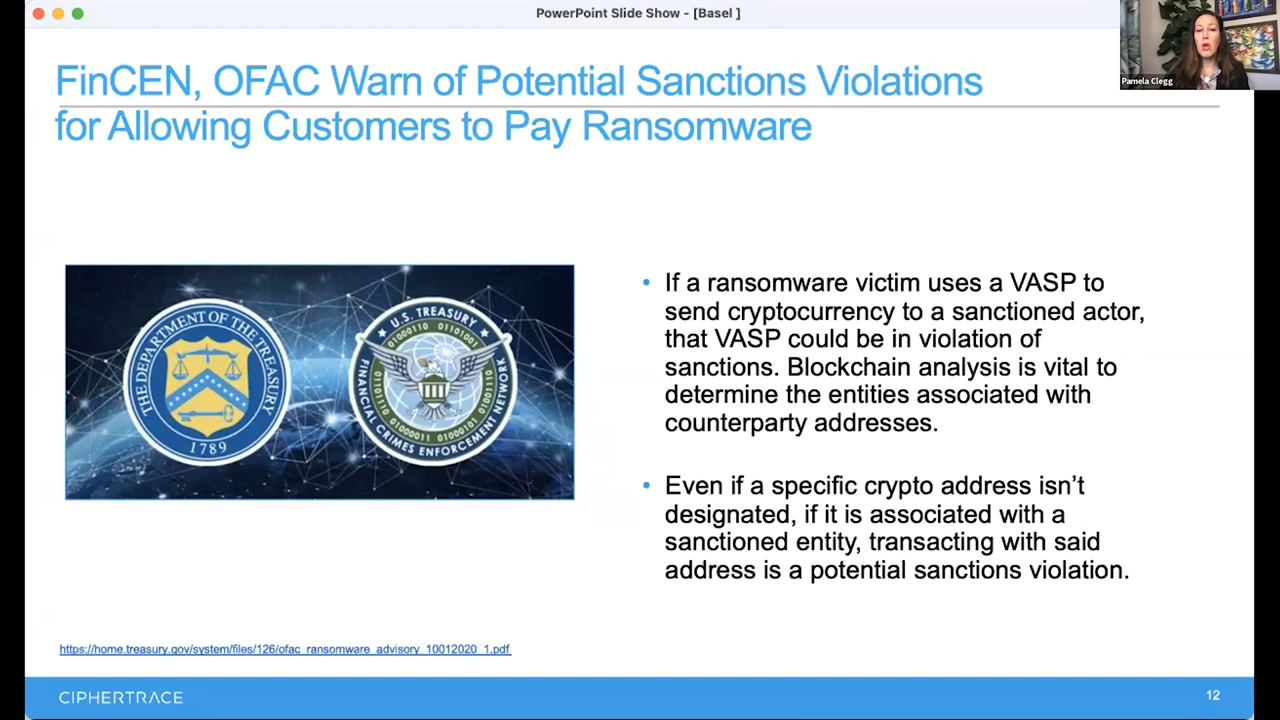 PowerPoint Slide Show - [Basel ]
Pamela Clegg
FinCEN, OFAC Warn of Potential Sanctions Violations
for Allowing Customers to Pay Ransomware
THE DEPARTMENT OF THE TREASURY
1789
U.S. TREASURY
FINANCIAL CRIMES ENFORCEMENT NETWORK
• If a ransomware victim uses a VASP to
send cryptocurrency to a sanctioned actor,
that VASP could be in violation of
sanctions. Blockchain analysis is vital to
determine the entities associated with
counterparty addresses.
• Even if a specific crypto address isn’t
designated, if it is associated with a
sanctioned entity, transacting with said
address is a potential sanctions violation.
https://home.treasury.gov/system/files/126/ofac_ransomware_advisory_10012020_1.pdf
CIPHERTRACE
12